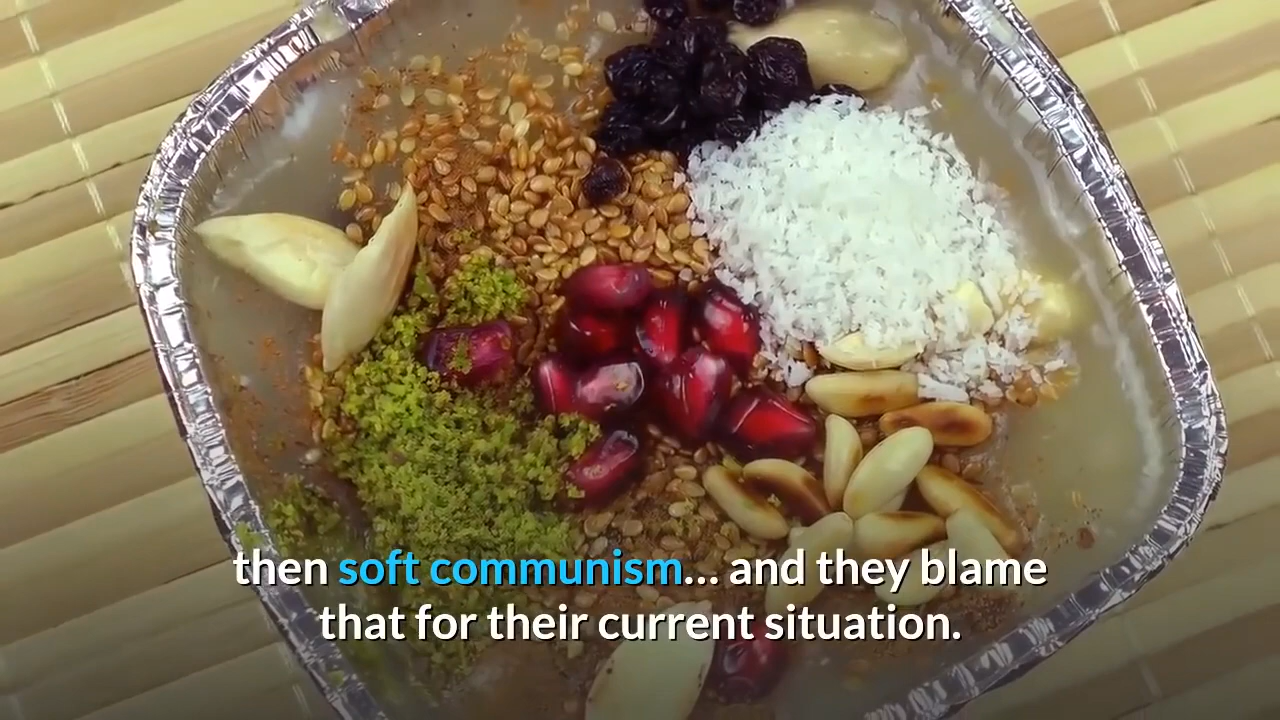 then soft communism... and they blame
that for their current situation.